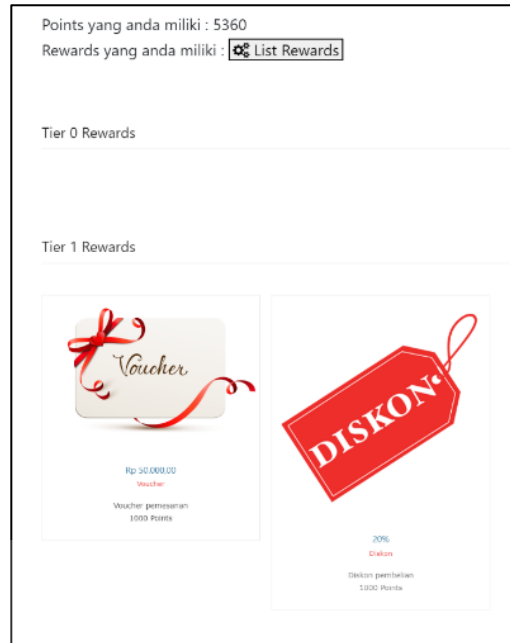 Points yang anda miliki : 5360
Rewards yang anda miliki : List Rewards
Tier 0 Rewards
Tier 1 Rewards
Voucher
Rp 50.000.00
Voucher
Voucher pemesanan
1000 Points
DISKON
20%
Diskon
Diskon pembelian
1000 Points